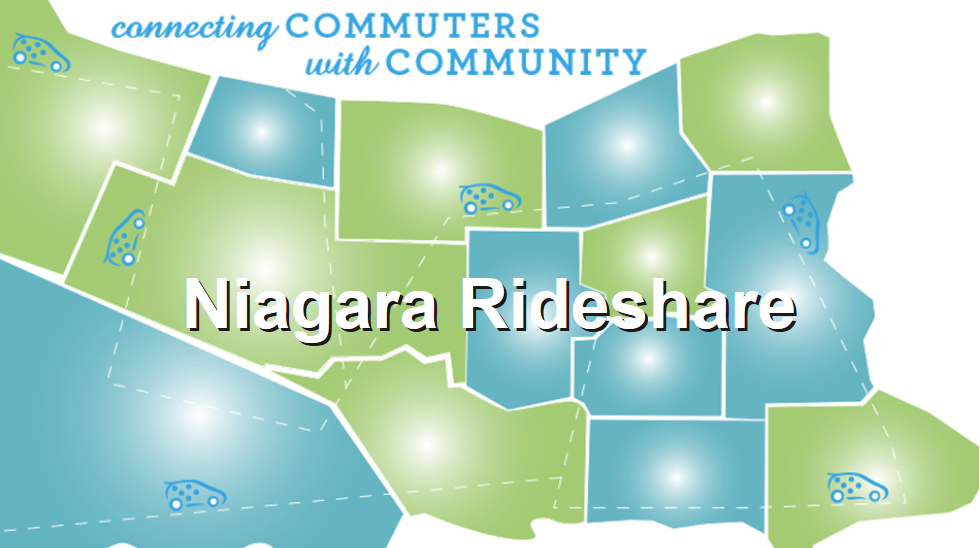 connecting COMMUTERS
with COMMUNITY
Niagara Rideshare